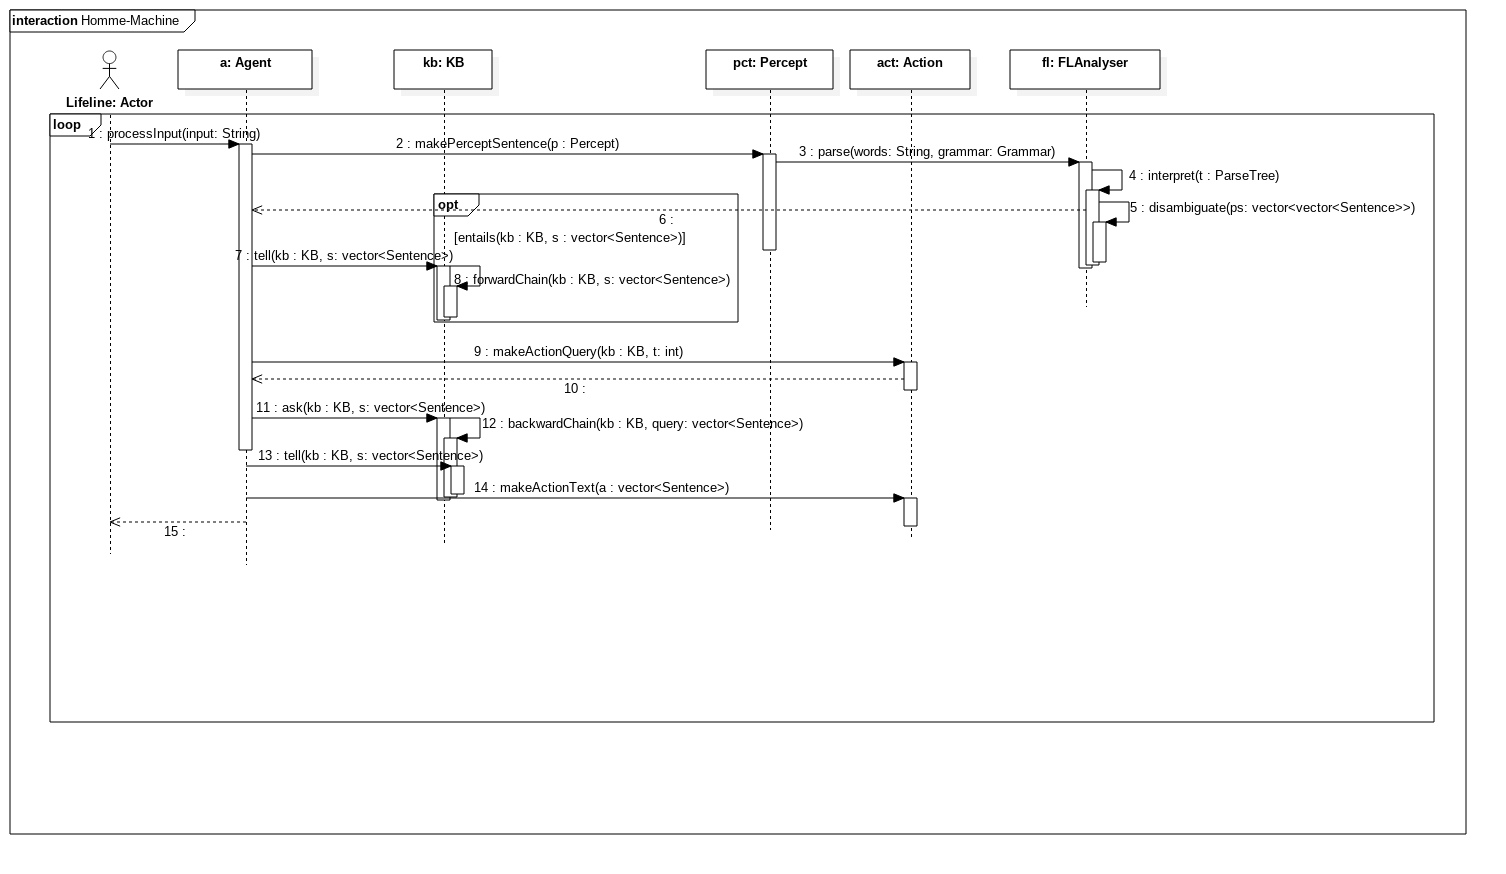 interaction Homme-Machine
a: Agent
kb: KB
pct: Percept
act: Action
fl: FLAnalyser
Lifeline: Actor
loop
1 : processInput(input: String)
2 : makePerceptSentence(p : Percept)
3 : parse(words: String, grammar: Grammar)
4 : interpret(t : ParseTree)
opt
5 : disambiguate(ps: vector<vector<Sentence>>)
6 :
[entails(kb : KB, s : vector<Sentence>)]
7 : tell(kb : KB, s: vector<Sentence>)
8 : forwardChain(kb : KB, s: vector<Sentence>)
9 : makeActionQuery(kb : KB, t: int)
10 :
11 : ask(kb : KB, s: vector<Sentence>)
12 : backwardChain(kb : KB, query: vector<Sentence>)
13 : tell(kb : KB, s: vector<Sentence>)
14 : makeActionText(a : vector<Sentence>)
15 :